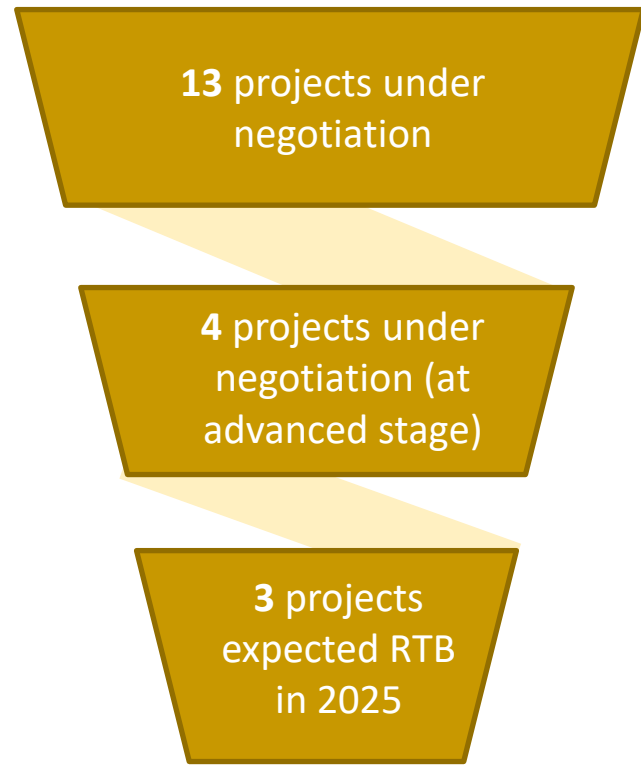 13 projects under
negotiation
4 projects under
negotiation (at
advanced stage)
3 projects
expected RTB
in 2025